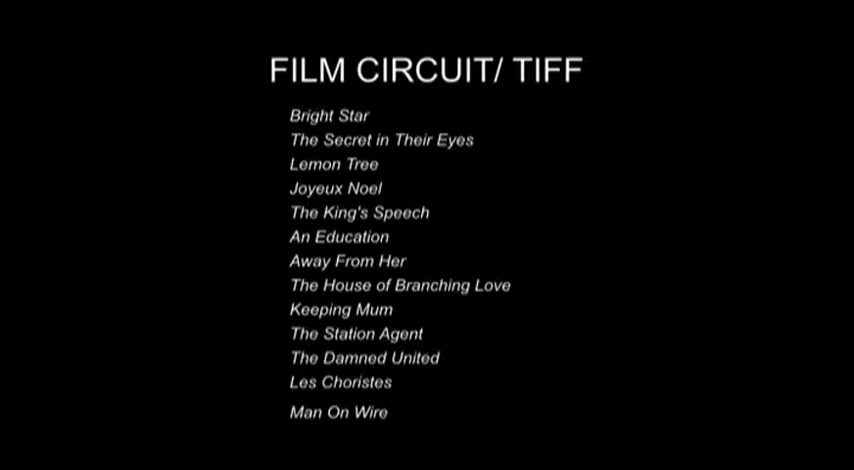 FILM CIRCUIT/ TIFF
Bright Star
The Secret in Their Eyes
Lemon Tree
Joyeux Noel
The King's Speech
An Education
Away From Her
The House of Branching Love
Keeping Mum
The Station Agent
The Damned United
Les Choristes
Man On Wire